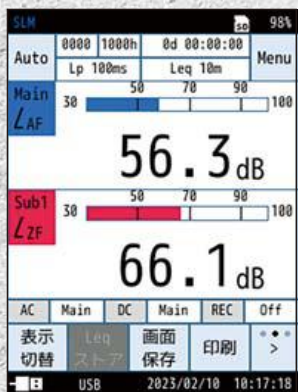 SLM SD 98%
Auto 0000 1000h 0d 00:00:00 Menu
Lp 100ms Leq 10m
Main 30 50 70 90 100
LAF
56.3dB
Sub1 30 50 70 90 100
LZF
66.1dB
AC Main DC Main REC Off
表示切替 Leqストア 画面保存 印刷 >
USB 2023/02/10 10:17:18